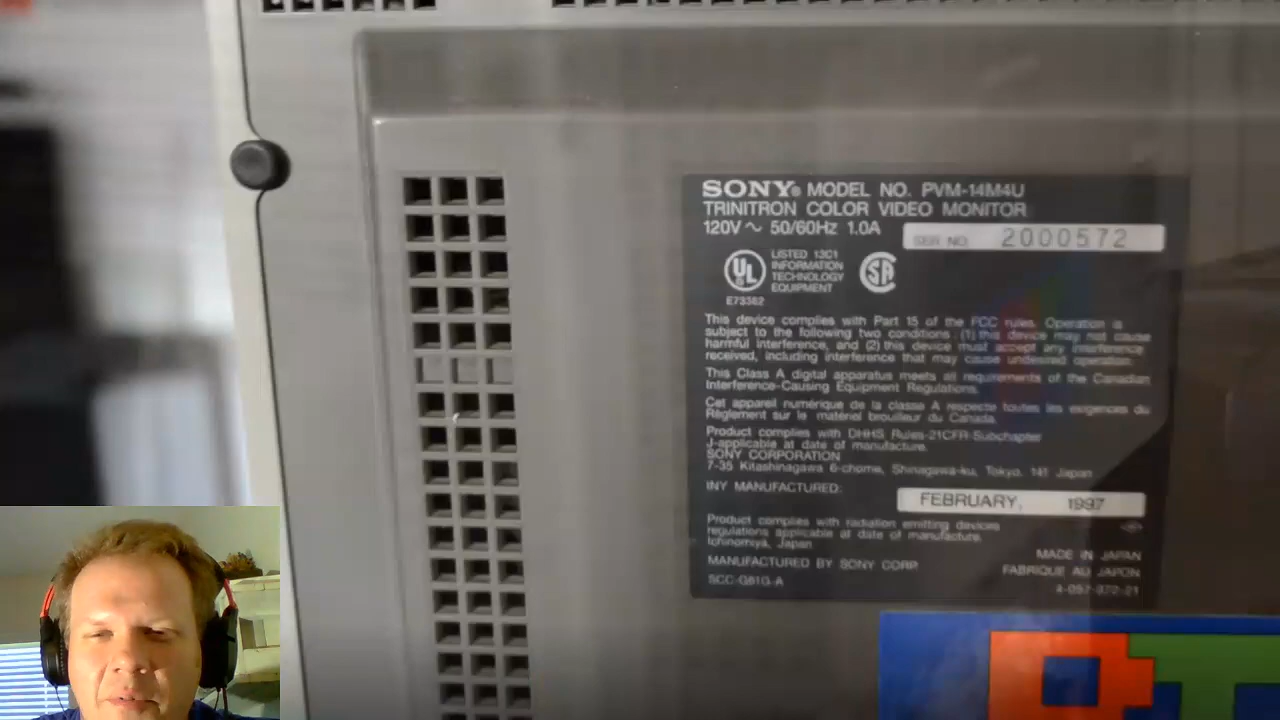 SONY® MODEL NO. PVM-14M4U
TRINITRON COLOR VIDEO MONITOR
120V ~ 50/60Hz 1.0A
SER NO. 2000572
UL
LISTED 13C1
INFORMATION
TECHNOLOGY
EQUIPMENT
E73382
This device complies with Part 15 of the FCC rules. Operation is
subject to the following two conditions: (1) this device may not cause
harmful interference, and (2) this device must accept any interference
received, including interference that may cause undesired operation.
This Class A digital apparatus meets all requirements of the Canadian
Interference-Causing Equipment Regulations.
Cet appareil numérique de la classe A respecte toutes les exigences du
Règlement sur le matériel brouilleur du Canada.
Product complies with DHHS Rules-21CFR-Subchapter
J-applicable at date of manufacture.
SONY CORPORATION
7-35 Kitashinagawa 6-chome, Shinagawa-ku, Tokyo, 141 Japan
INY MANUFACTURED:
FEBRUARY, 1997
Product complies with radiation emitting devices
regulations applicable at date of manufacture.
Ichinomiya, Japan
MANUFACTURED BY SONY CORP.
MADE IN JAPAN
FABRIQUE AU JAPON